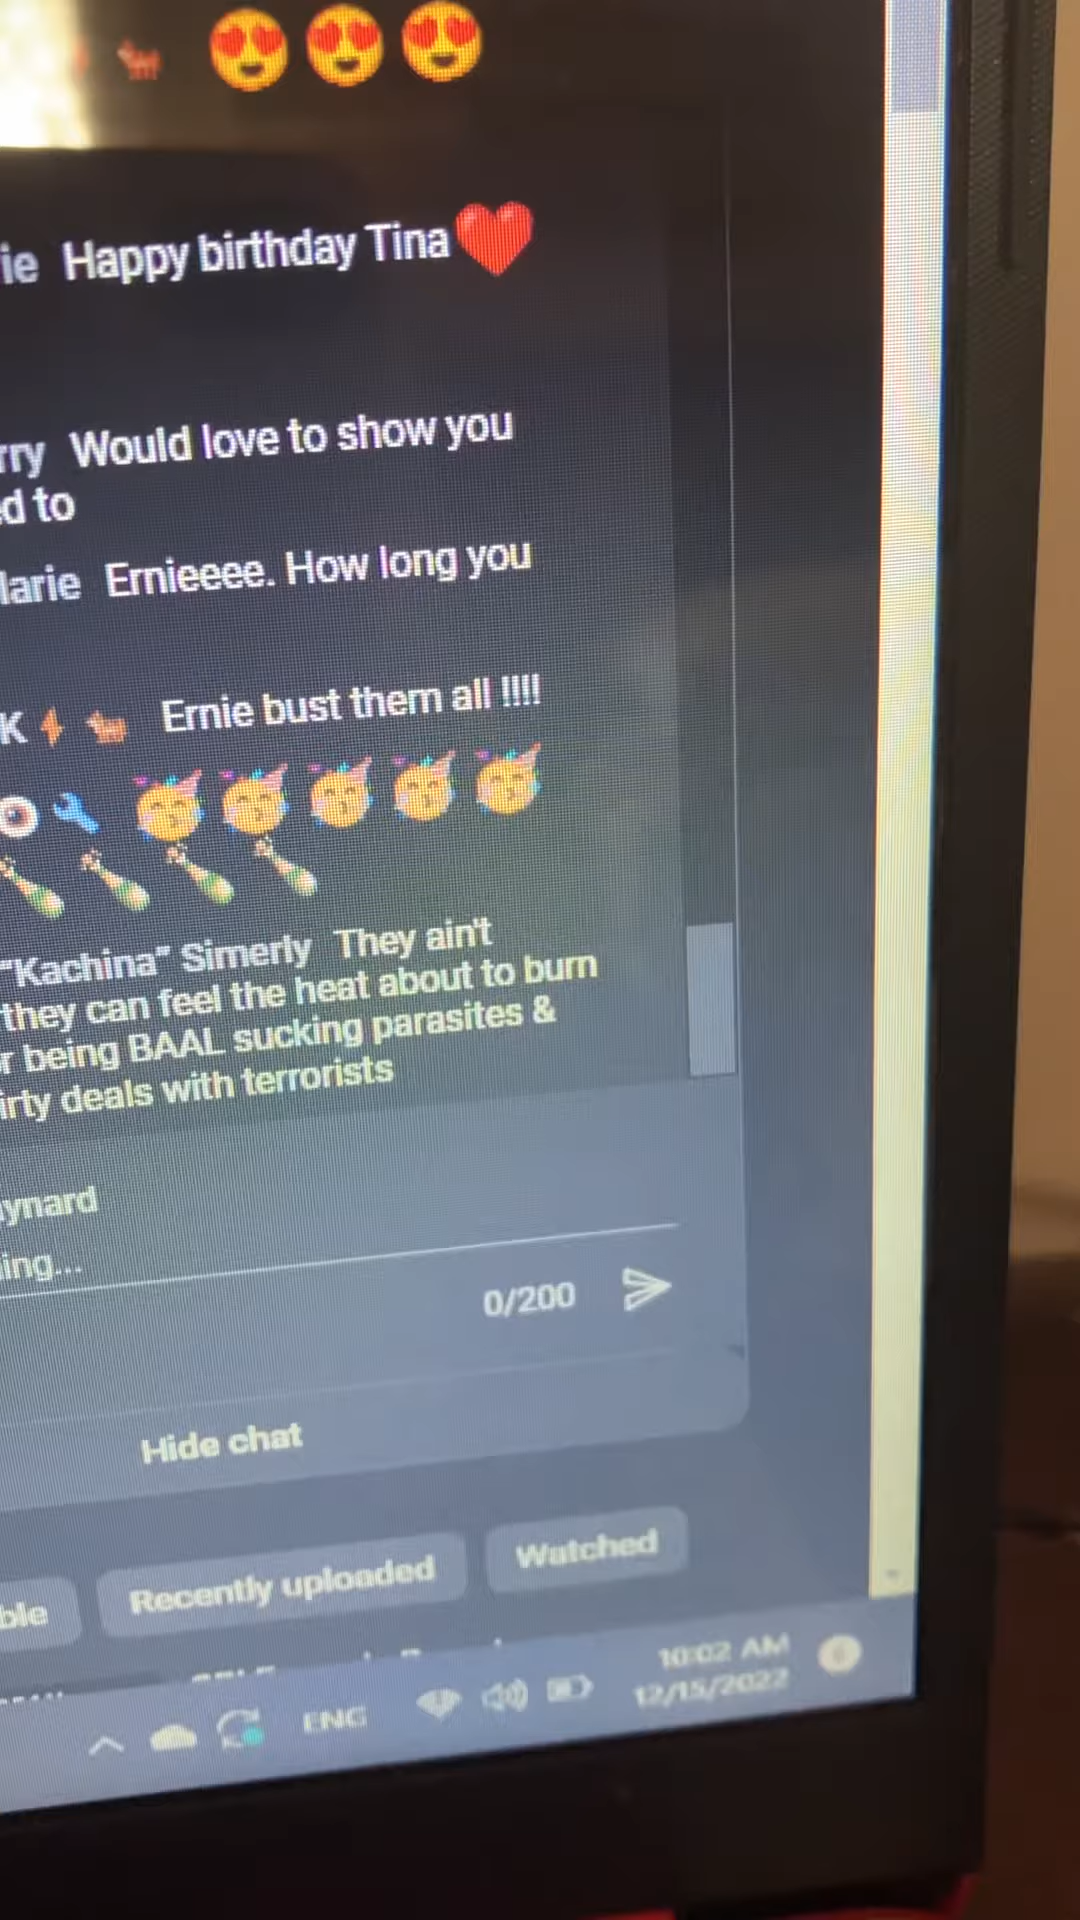 ie Happy birthday Tina
rry Would love to show you
d to
larie Ernieeee. How long you
K Ernie bust them all !!!!
"Kachina" Simerly They ain't
they can feel the heat about to burn
r being BAAL sucking parasites &
irty deals with terrorists
ynard
ing...
0/200
Hide chat
ble Recently uploaded Watched
10:02 AM
ENG 12/15/2022